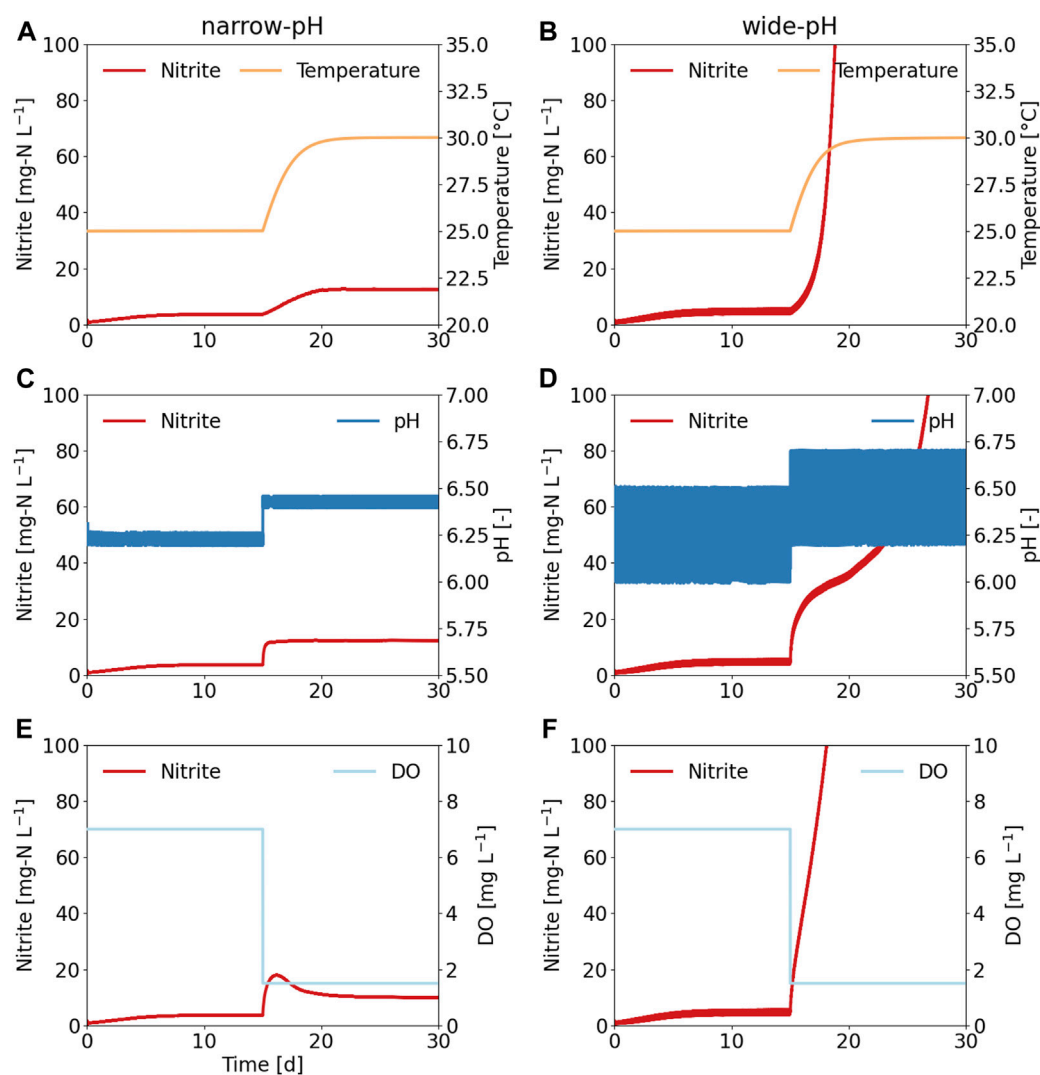 narrow-pH
wide-pH
A
B
Nitrite
Temperature
Nitrite [mg-N L⁻¹]
100
80
60
40
20
0
0 10 20 30
35.0
32.5
30.0
27.5
25.0
22.5
20.0
Temperature [°C]
Nitrite
Temperature
Nitrite [mg-N L⁻¹]
100
80
60
40
20
0
0 10 20 30
35.0
32.5
30.0
27.5
25.0
22.5
20.0
Temperature [°C]
C
D
Nitrite
pH
Nitrite [mg-N L⁻¹]
100
80
60
40
20
0
0 10 20 30
7.00
6.75
6.50
6.25
6.00
5.75
5.50
pH [-]
Nitrite
pH
Nitrite [mg-N L⁻¹]
100
80
60
40
20
0
0 10 20 30
7.00
6.75
6.50
6.25
6.00
5.75
5.50
pH [-]
E
F
Nitrite
DO
Nitrite [mg-N L⁻¹]
100
80
60
40
20
0
0 10 20 30
Time [d]
10
8
6
4
2
0
DO [mg L⁻¹]
Nitrite
DO
Nitrite [mg-N L⁻¹]
100
80
60
40
20
0
0 10 20 30
10
8
6
4
2
0
DO [mg L⁻¹]